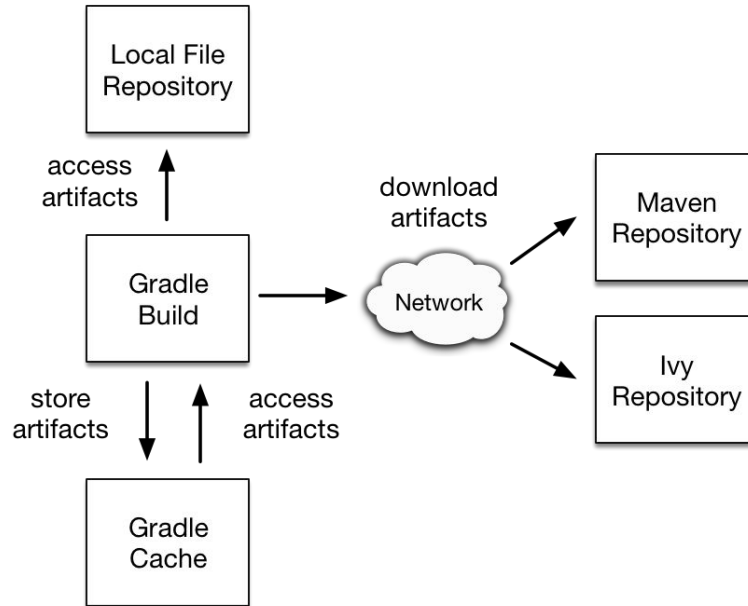 Local File
Repository
access
artifacts
download
artifacts
Maven
Repository
Gradle
Build
Network
Ivy
Repository
store
artifacts
access
artifacts
Gradle
Cache